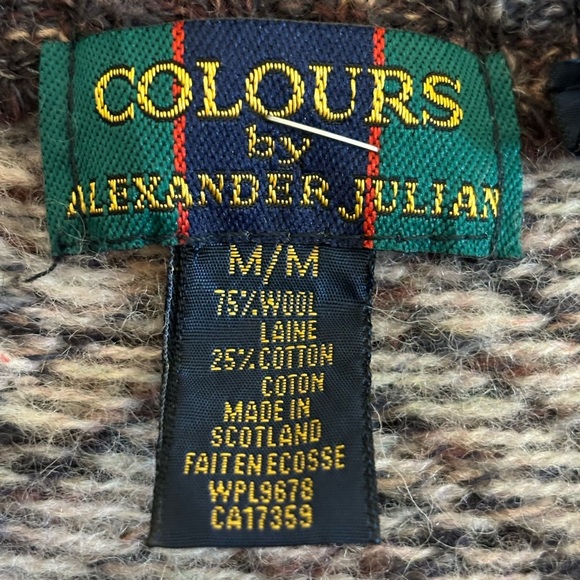 COLOURS
by
ALEXANDER JULIAN
M/M
75% WOOL
LAINE
25% COTTON
COTON
MADE IN
SCOTLAND
FAIT EN ECOSSE
WPL9678
CA17359